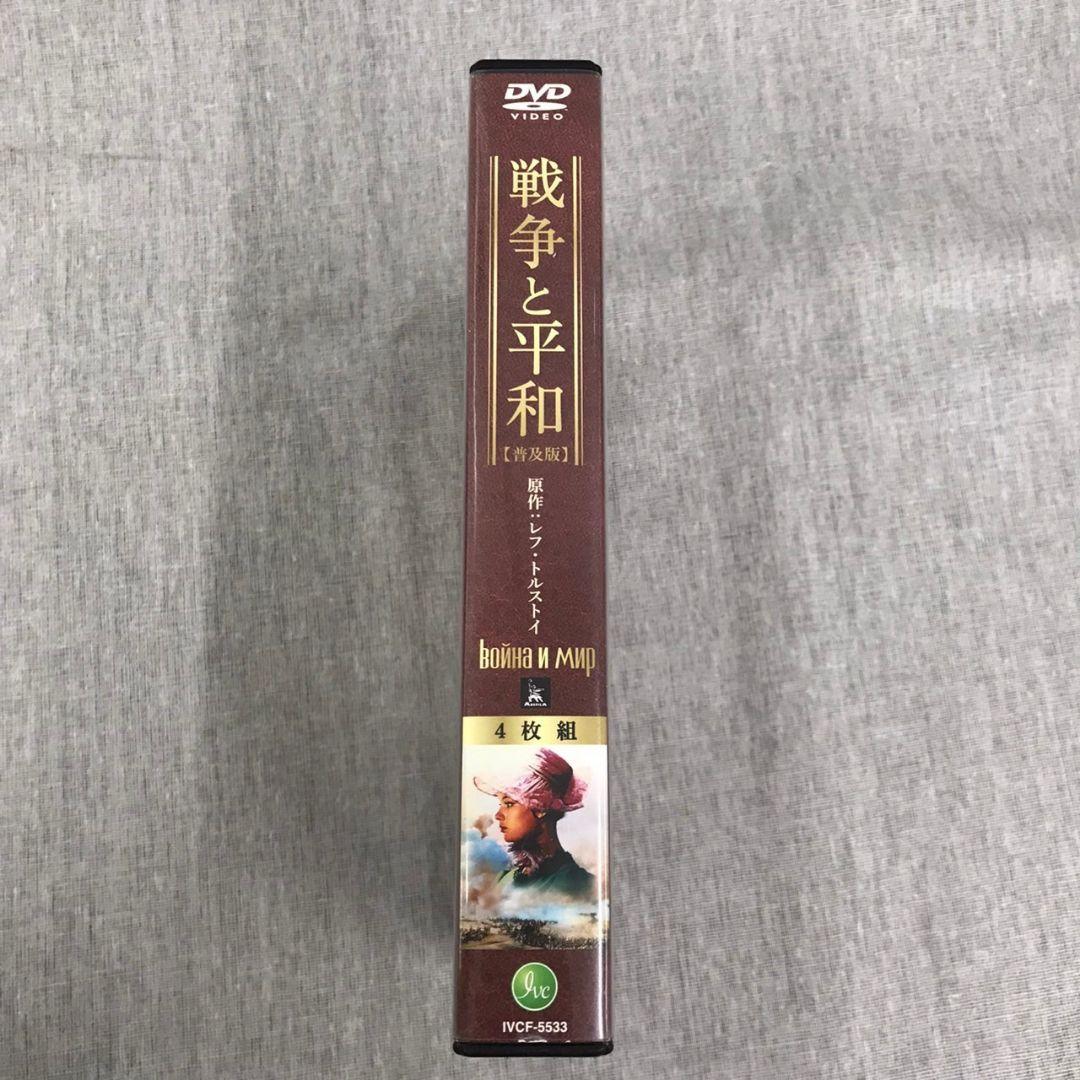 DVD
VIDEO
戦争と平和
【普及版】
原作:レフ・トルストイ
война и мир
4枚組
Ivc
IVCF-5533